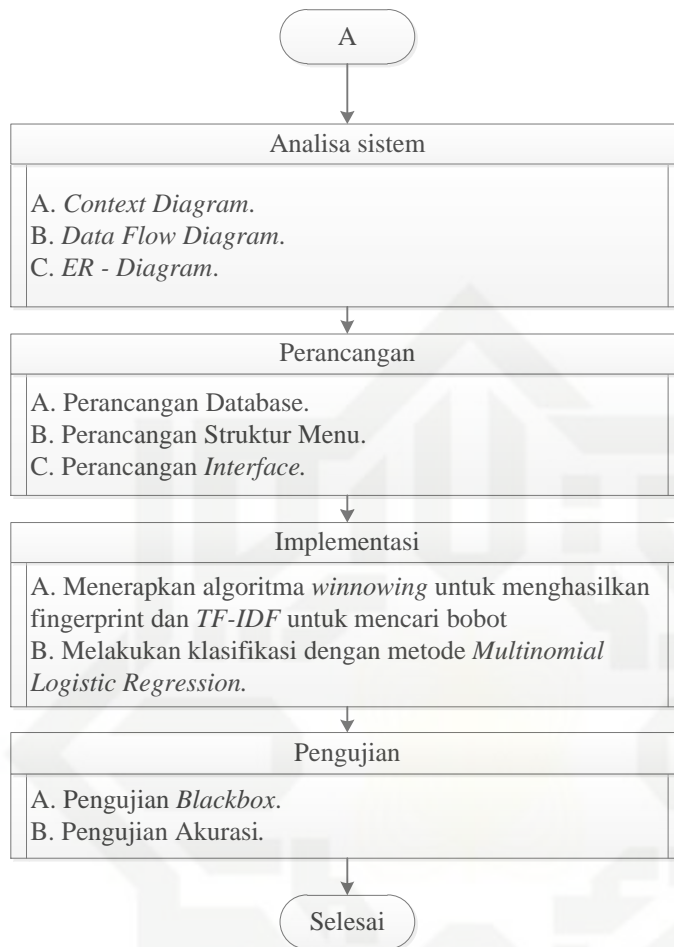 A
Analisa sistem
A. Context Diagram.
B. Data Flow Diagram.
C. ER - Diagram.
Perancangan
A. Perancangan Database.
B. Perancangan Struktur Menu.
C. Perancangan Interface.
Implementasi
A. Menerapkan algoritma winnowing untuk menghasilkan
fingerprint dan TF-IDF untuk mencari bobot
B. Melakukan klasifikasi dengan metode Multinomial
Logistic Regression.
Pengujian
A. Pengujian Blackbox.
B. Pengujian Akurasi.
Selesai